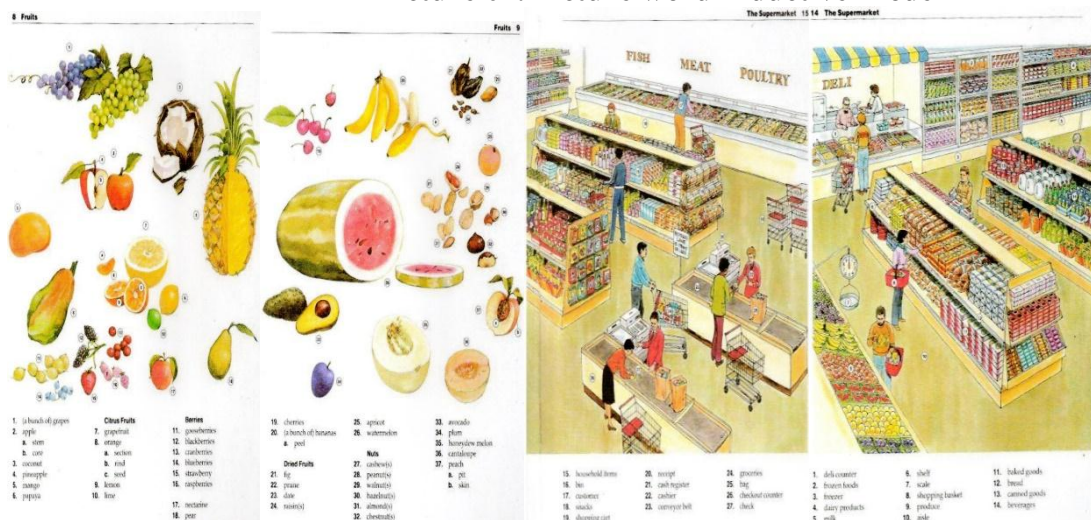 8 Fruits
Fruits 9
The Supermarket 15
14 The Supermarket
FISH
MEAT
POULTRY
DELI
1. (a bunch of) grapes
2. apple
a. stem
b. core
3. coconut
4. pineapple
5. mango
6. papaya
Citrus Fruits
7. grapefruit
8. orange
a. section
b. rind
c. seed
9. lemon
10. lime
Berries
11. gooseberries
12. blackberries
13. cranberries
14. blueberries
15. strawberry
16. raspberries
17. nectarine
18. pear
19. cherries
20. (a bunch of) bananas
a. peel
Dried Fruits
21. fig
22. prune
23. date
24. raisin(s)
25. apricot
26. watermelon
Nuts
27. cashew(s)
28. peanut(s)
29. walnut(s)
30. hazelnut(s)
31. almond(s)
32. chestnut(s)
33. avocado
34. plum
35. honeydew melon
36. cantaloupe
37. peach
a. pit
b. skin
15. household items
16. bin
17. customer
18. snacks
19. shopping cart
20. receipt
21. cash register
22. cashier
23. conveyor belt
24. groceries
25. bag
26. checkout counter
27. check
1. deli counter
2. frozen foods
3. freezer
4. dairy products
5. milk
6. shelf
7. scale
8. shopping basket
9. produce
10. aisle
11. baked goods
12. bread
13. canned goods
14. beverages